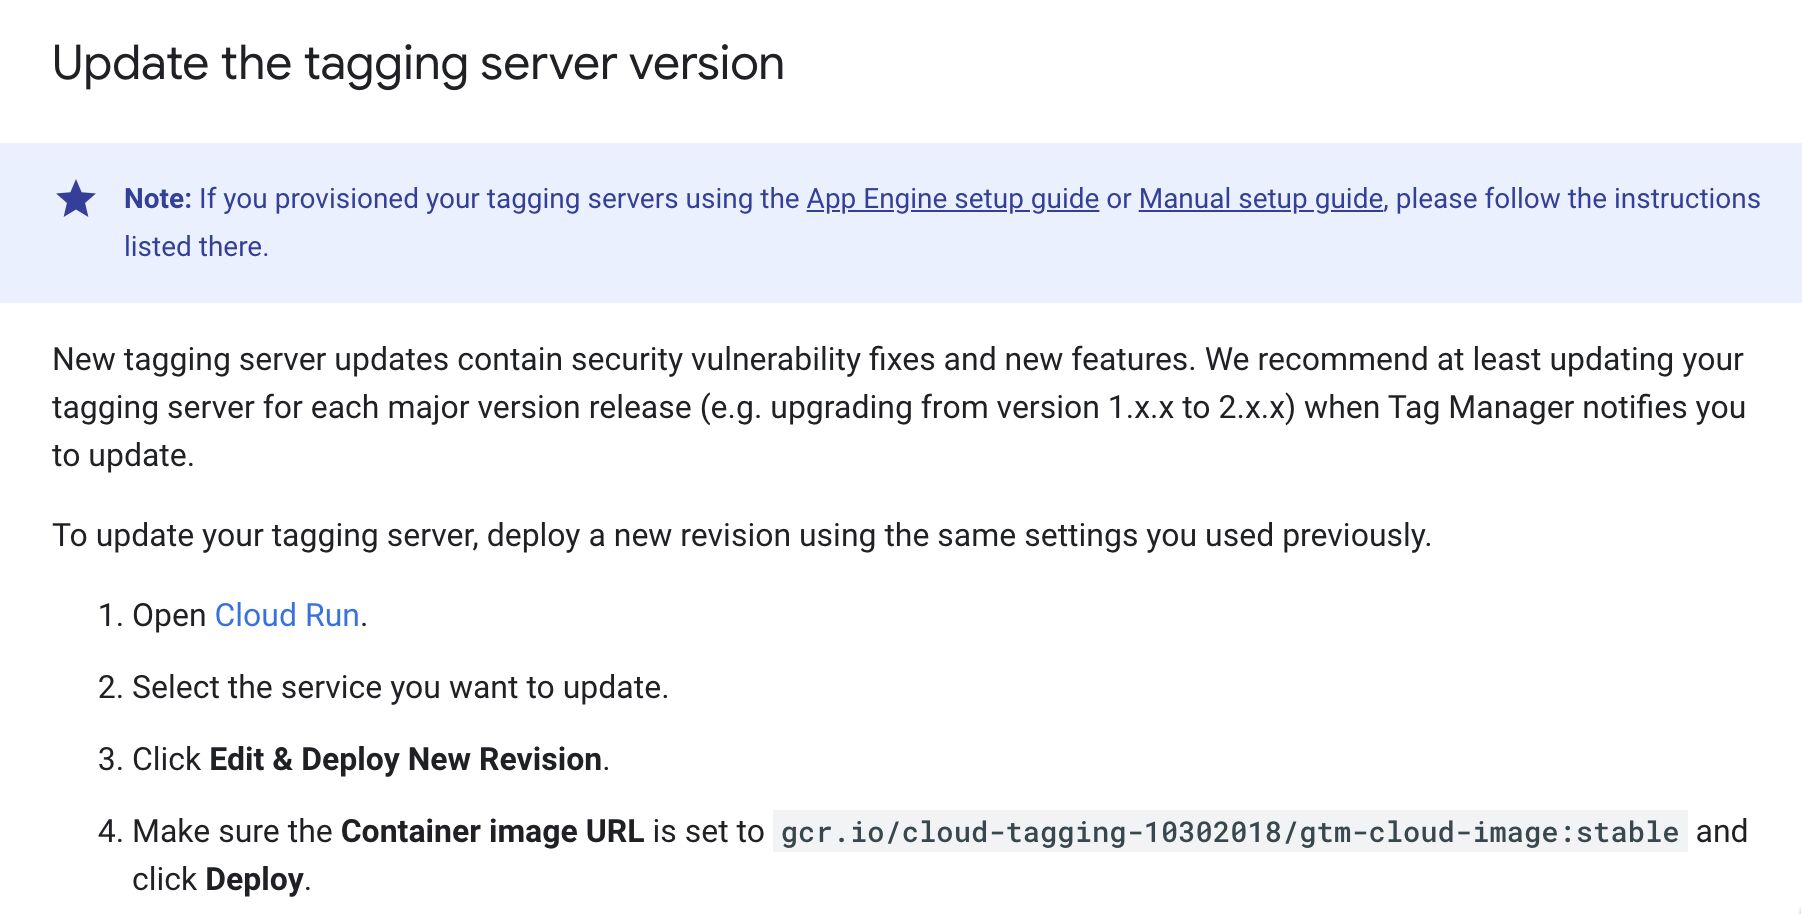 Update the tagging server version
Note: If you provisioned your tagging servers using the App Engine setup guide or Manual setup guide, please follow the instructions
listed there.
New tagging server updates contain security vulnerability fixes and new features. We recommend at least updating your
tagging server for each major version release (e.g. upgrading from version 1.x.x to 2.x.x) when Tag Manager notifies you
to update.
To update your tagging server, deploy a new revision using the same settings you used previously.
1. Open Cloud Run.
2. Select the service you want to update.
3. Click Edit & Deploy New Revision.
4. Make sure the Container image URL is set to gcr.io/cloud-tagging-10302018/gtm-cloud-image:stable and
click Deploy.